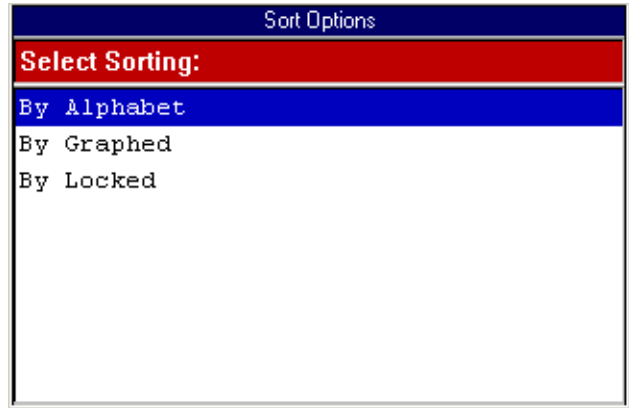 Sort Options
Select Sorting:
By Alphabet
By Graphed
By Locked